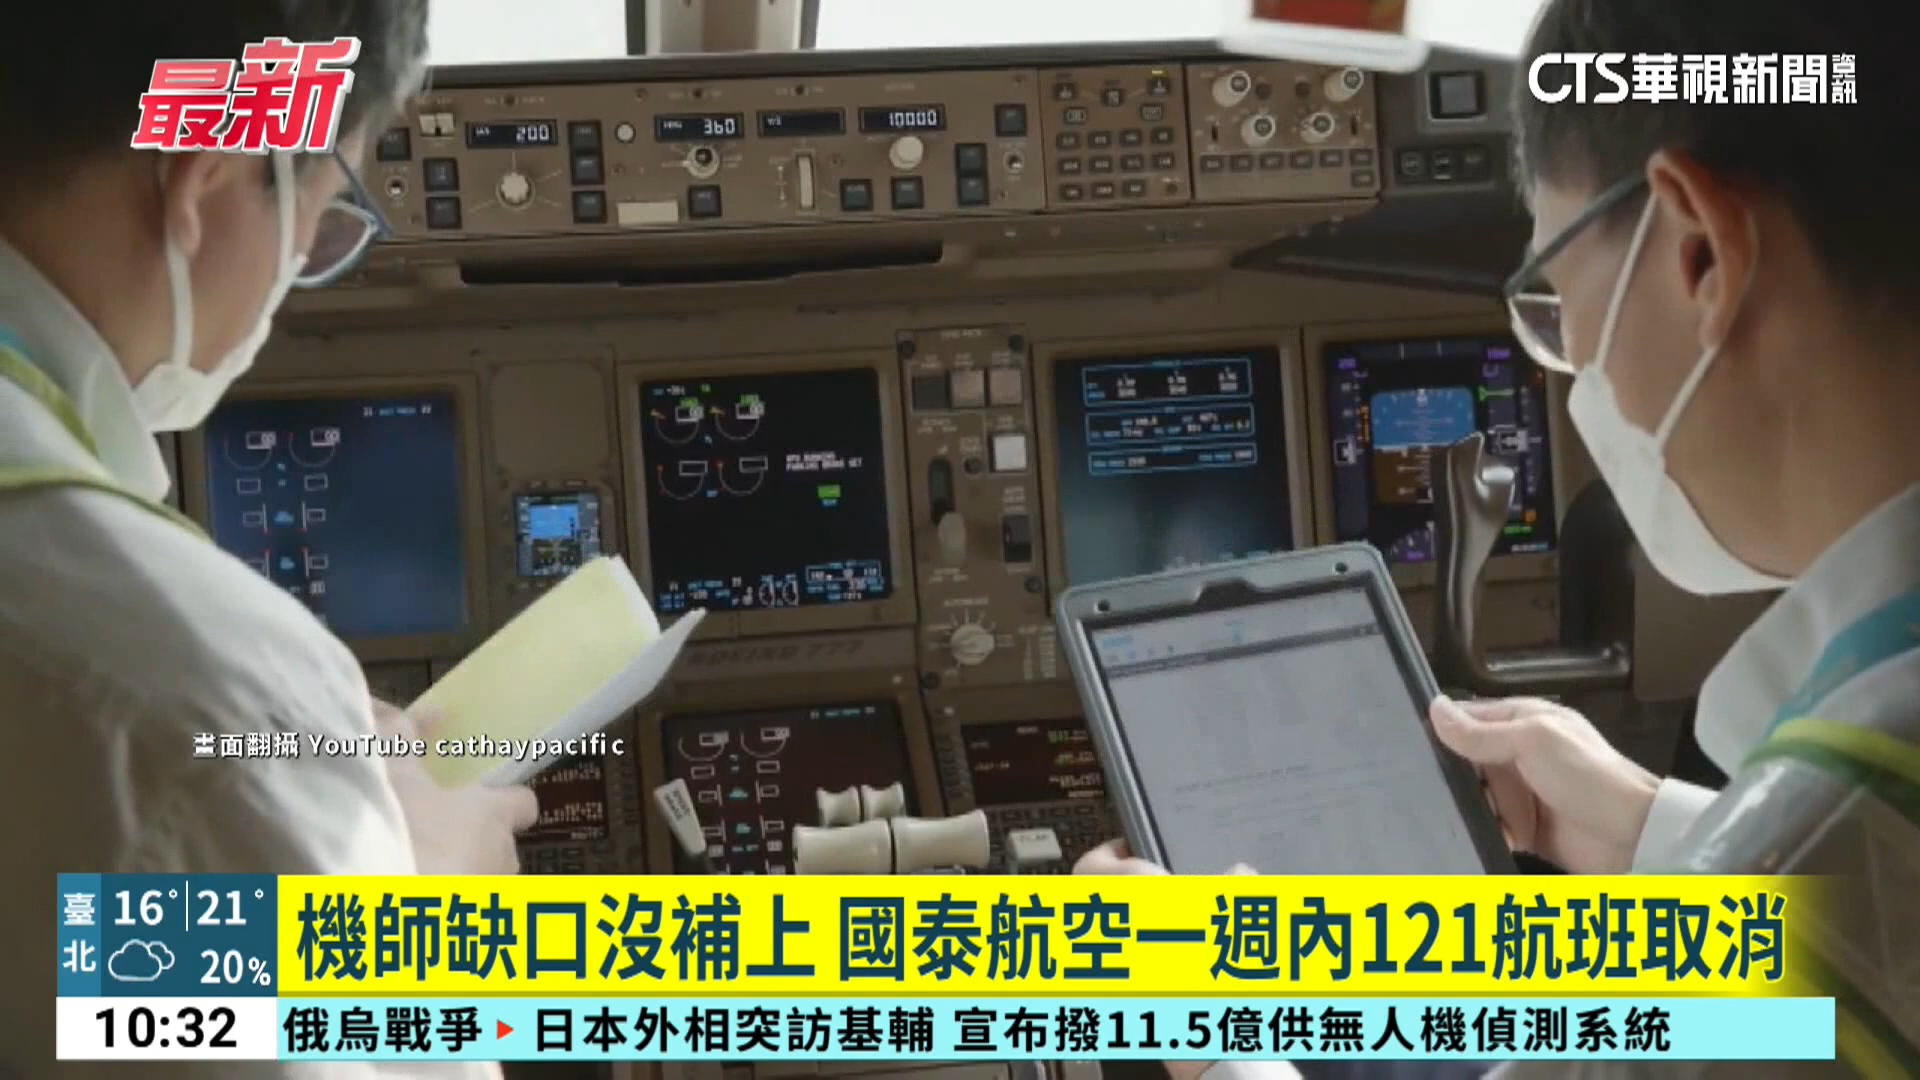 最新
CTS華視新聞資訊
200
360
10000
BOEING 777
畫面翻攝 YouTube cathaypacific
臺北
16°|21°
20%
機師缺口沒補上 國泰航空一週內121航班取消
10:32
俄烏戰爭▶日本外相突訪基輔 宣布撥11.5億供無人機偵測系統